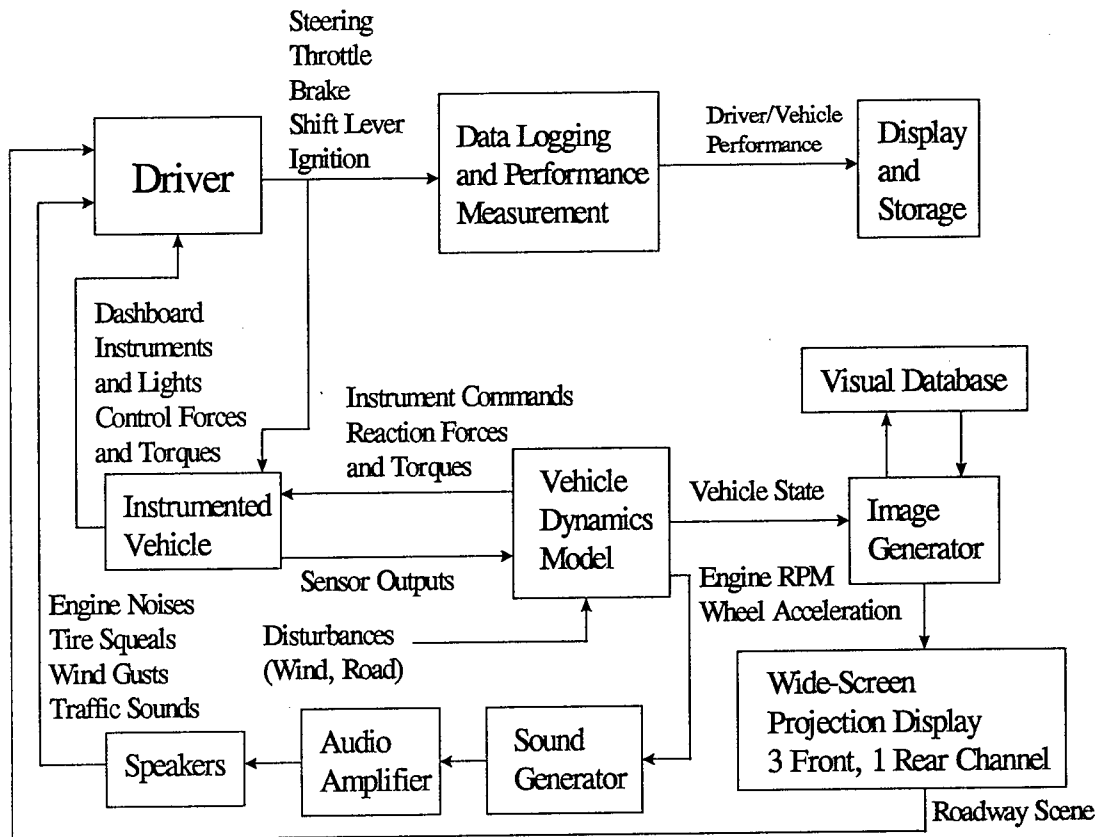 Steering
Throttle
Brake
Shift Lever
Ignition
Driver
Data Logging
and Performance
Measurement
Driver/Vehicle
Performance
Display
and
Storage
Dashboard
Instruments
and Lights
Control Forces
and Torques
Instrument Commands
Reaction Forces
and Torques
Visual Database
Instrumented
Vehicle
Vehicle
Dynamics
Model
Vehicle State
Image
Generator
Sensor Outputs
Engine RPM
Wheel Acceleration
Engine Noises
Tire Squeals
Wind Gusts
Traffic Sounds
Disturbances
(Wind, Road)
Wide-Screen
Projection Display
3 Front, 1 Rear Channel
Speakers
Audio
Amplifier
Sound
Generator
Roadway Scene